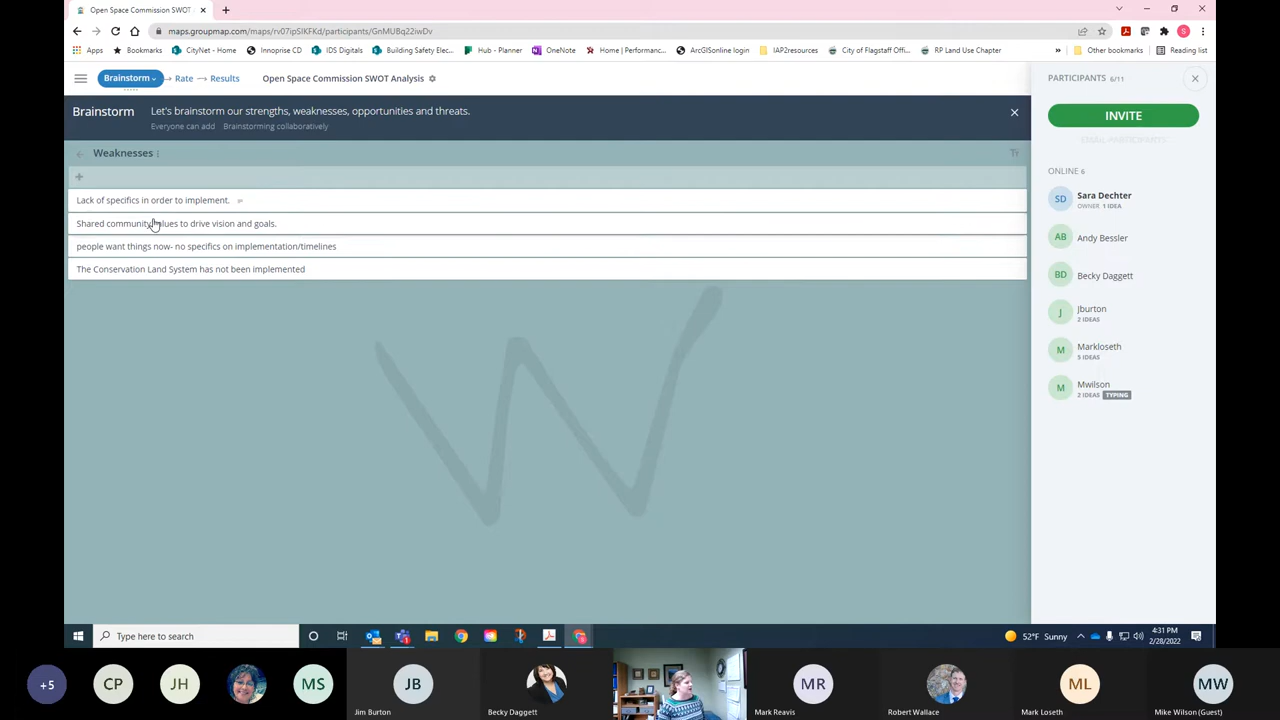 Open Space Commission SWOT An
maps.groupmap.com/maps/rv07ipSIKFKd/participants/GnMUBq22iwDv
Apps Bookmarks CityNet - Home Innoprise CD IDS Digitals Building Safety Elec... Hub - Planner OneNote Home | Performanc... ArcGISonline login IAP2resources City of Flagstaff Offi... RP Land Use Chapter » Other bookmarks Reading list
Brainstorm Rate Results Open Space Commission SWOT Analysis
PARTICIPANTS 6/11
Brainstorm Let's brainstorm our strengths, weaknesses, opportunities and threats.
Everyone can add Brainstorming collaboratively
INVITE
EMAIL PARTICIPANTS
Weaknesses
ONLINE 6
Lack of specifics in order to implement.
Shared community values to drive vision and goals.
people want things now- no specifics on implementation/timelines
The Conservation Land System has not been implemented
SD Sara Dechter
OWNER 1 IDEA
AB Andy Bessler
BD Becky Daggett
J Jburton
2 IDEAS
M Markloseth
5 IDEAS
M Mwilson
2 IDEAS TYPING
W
Type here to search
52°F Sunny
4:31 PM
2/28/2022
+5 CP JH MS JB MR ML MW
Jim Burton Becky Daggett Mark Reavis Robert Wallace Mark Loseth Mike Wilson (Guest)